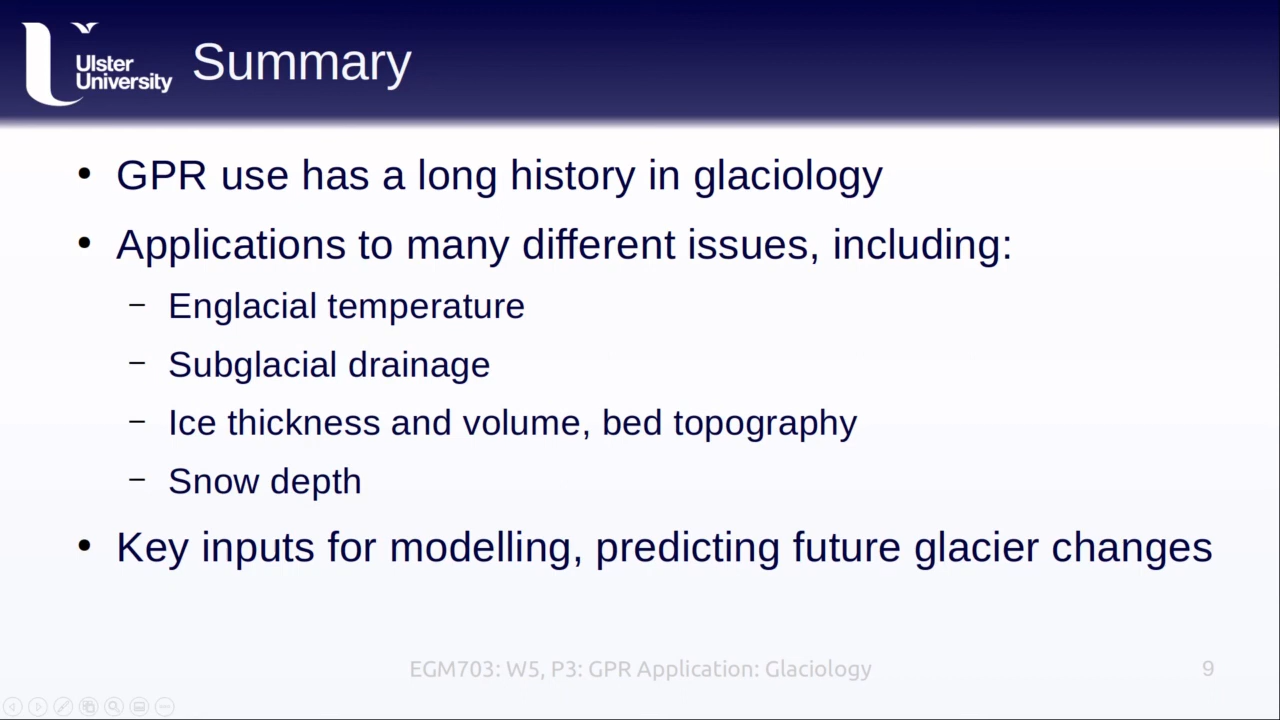 Ulster
University
Summary
• GPR use has a long history in glaciology
• Applications to many different issues, including:
– Englacial temperature
– Subglacial drainage
– Ice thickness and volume, bed topography
– Snow depth
• Key inputs for modelling, predicting future glacier changes
EGM703: W5, P3: GPR Application: Glaciology
9